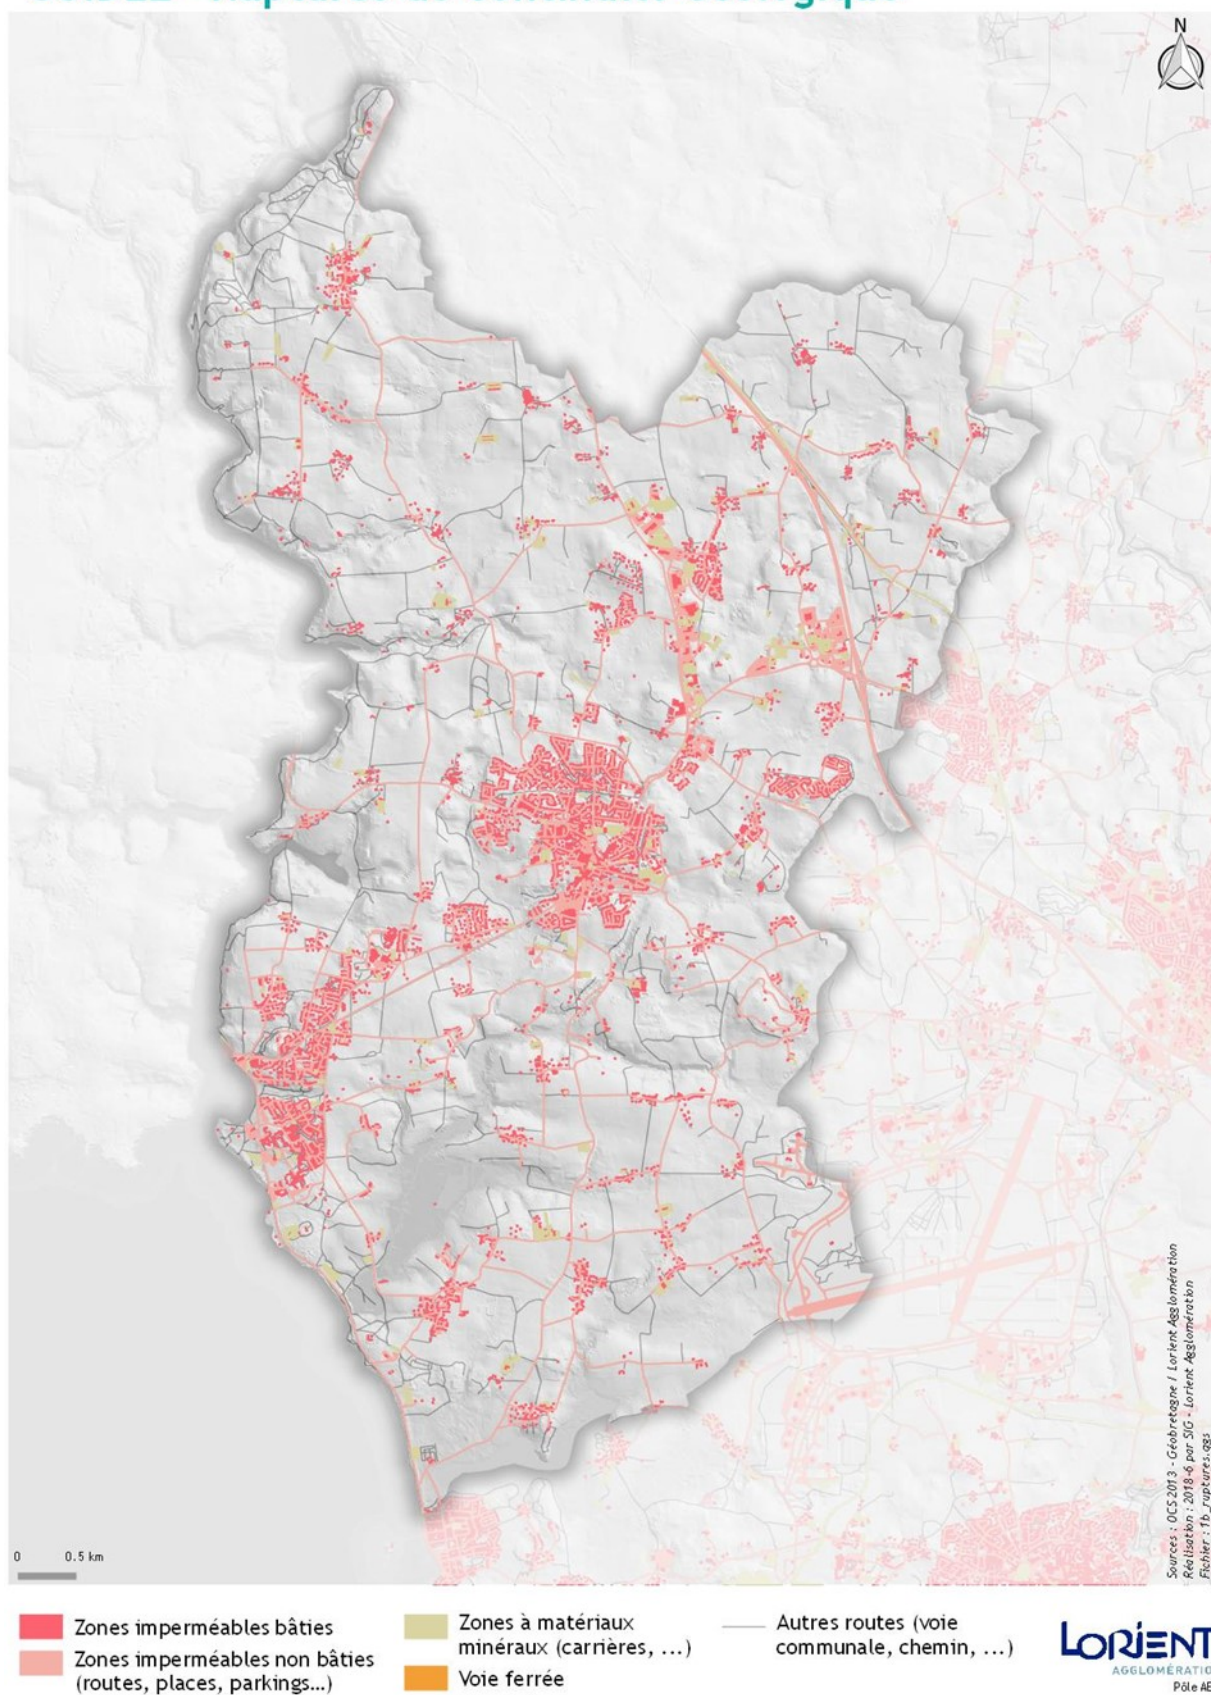 N
0 0.5 km
Sources : OCS 2013 - Géobretagne / Lorient Agglomération
Réalisation : 2018-6 par SIG - Lorient Agglomération
Fichier : 1b_ruptures.qgs
Zones imperméables bâties
Zones imperméables non bâties
(routes, places, parkings...)
Zones à matériaux
minéraux (carrières, ...)
Voie ferrée
Autres routes (voie
communale, chemin, ...)
LORIENT
AGGLOMÉRATIO
Pôle AE